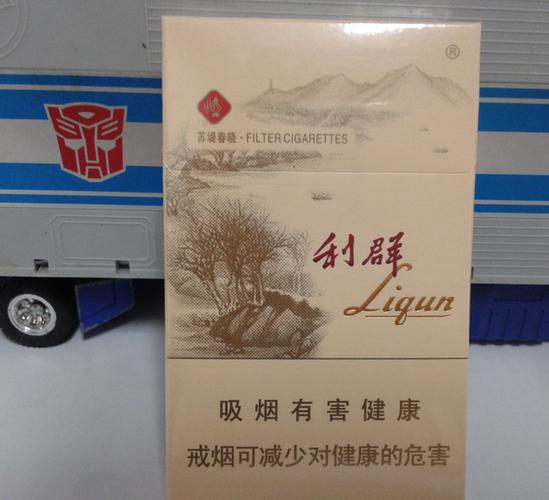 ®
苏堤春晓·FILTER CIGARETTES
利群
Liqun
吸烟有害健康
戒烟可减少对健康的危害